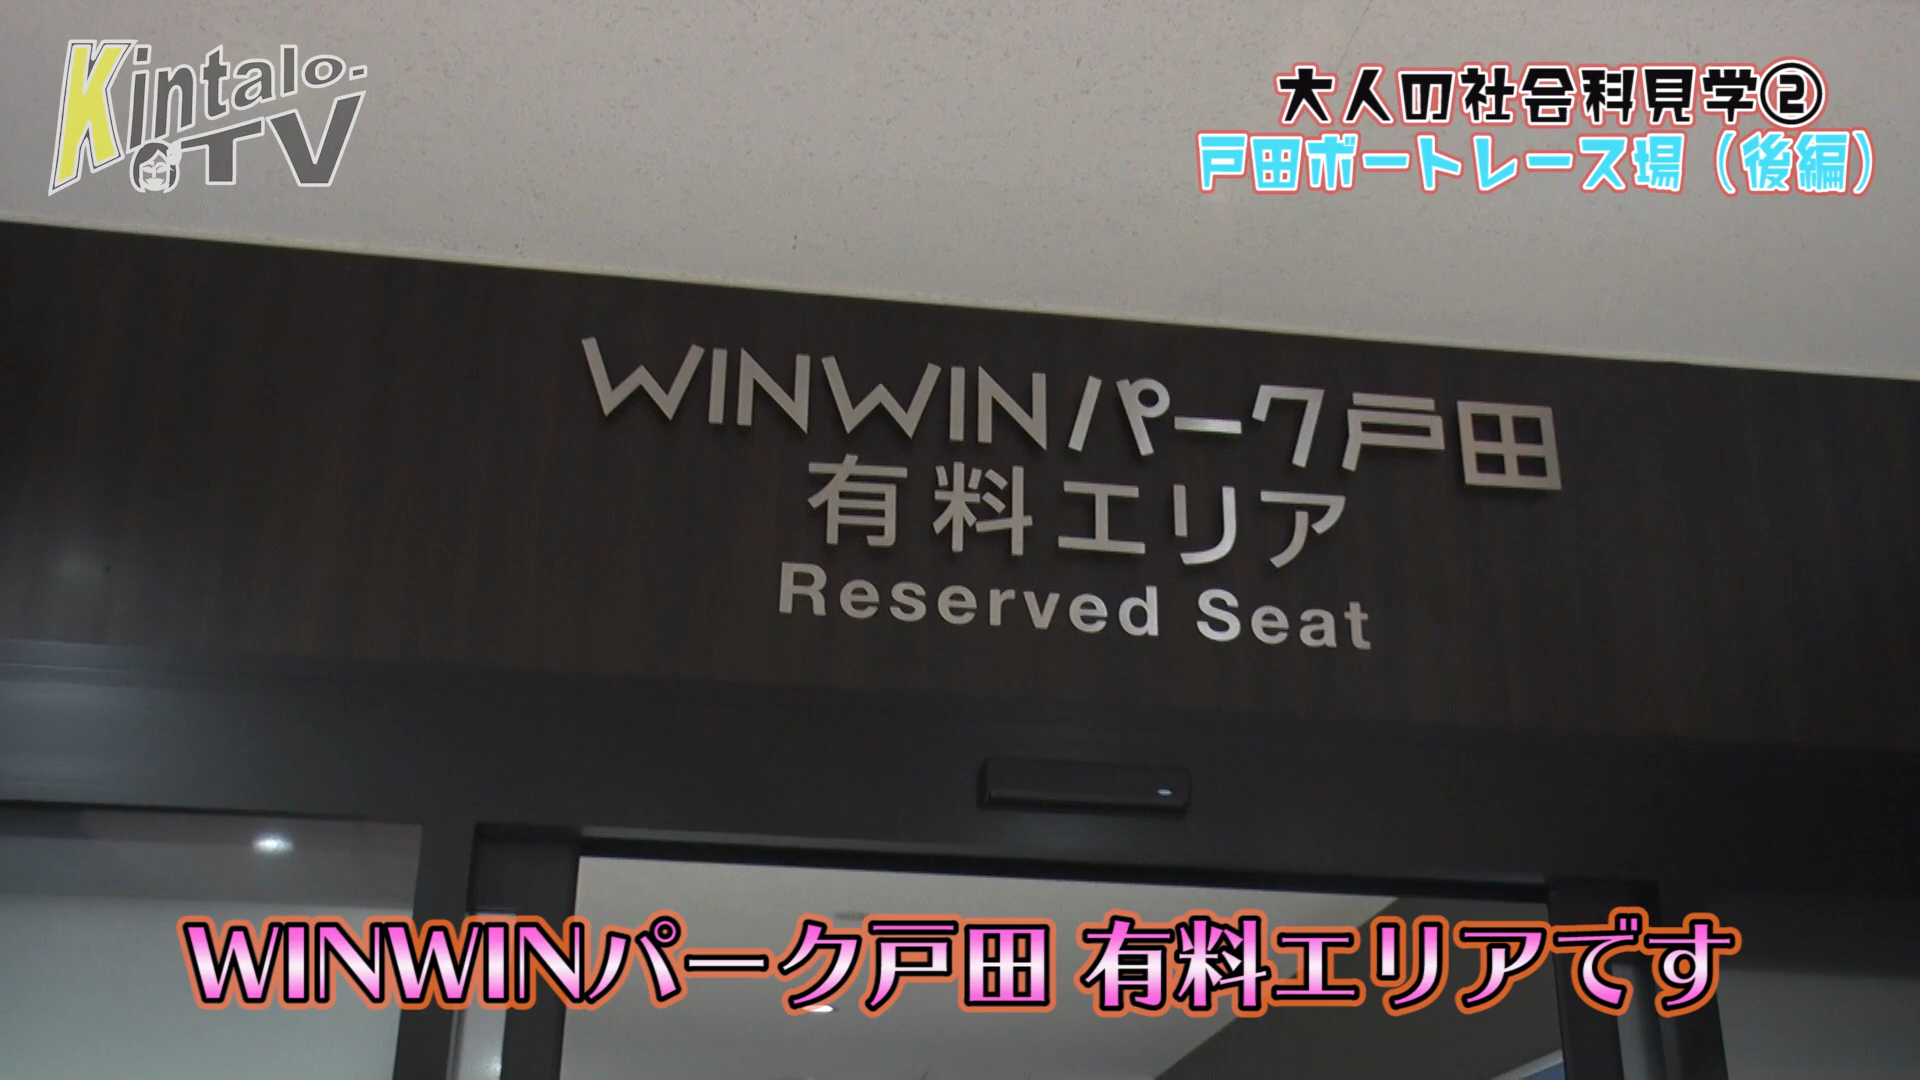 Kintalo.TV
大人の社会科見学②
戸田ボートレース場（後編）
WINWINパーク戸田
有料エリア
Reserved Seat
WINWINパーク戸田 有料エリアです